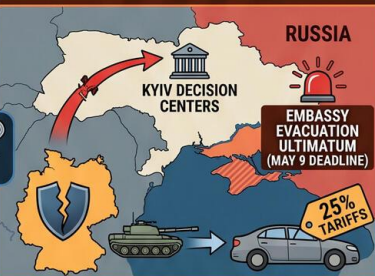 RUSSIA
KYIV DECISION
CENTERS
EMBASSY
EVACUATION
ULTIMATUM
(MAY 9 DEADLINE)
25%
TARIFFS